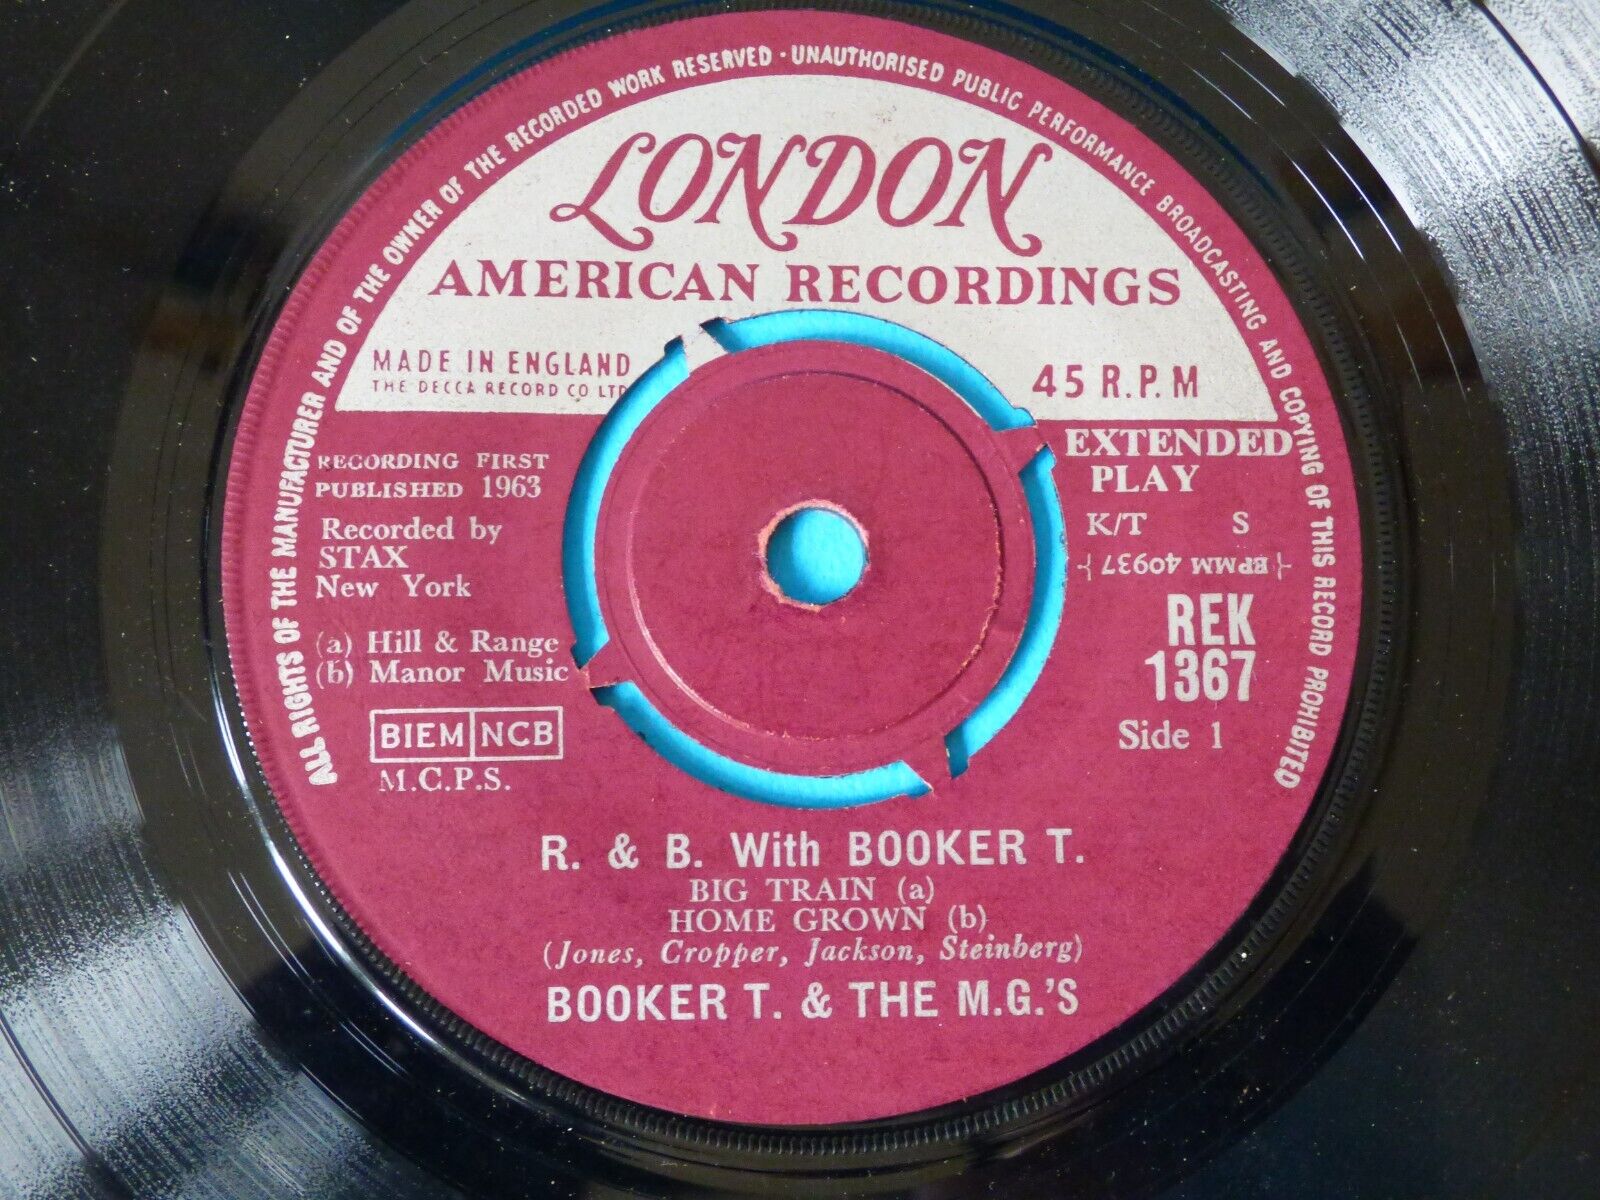 ALL RIGHTS OF THE MANUFACTURER AND OF THE OWNER OF THE RECORDED WORK RESERVED · UNAUTHORISED PUBLIC PERFORMANCE BROADCASTING AND COPYING OF THIS RECORD PROHIBITED
LONDON
AMERICAN RECORDINGS
MADE IN ENGLAND
THE DECCA RECORD CO LTD
45 R.P.M
EXTENDED
PLAY
RECORDING FIRST
PUBLISHED 1963
Recorded by
STAX
New York
K/T S
EPMM 40937
REK
1367
Side 1
(a) Hill & Range
(b) Manor Music
BIEM NCB
M.C.P.S.
R. & B. With BOOKER T.
BIG TRAIN (a)
HOME GROWN (b)
(Jones, Cropper, Jackson, Steinberg)
BOOKER T. & THE M.G.'S